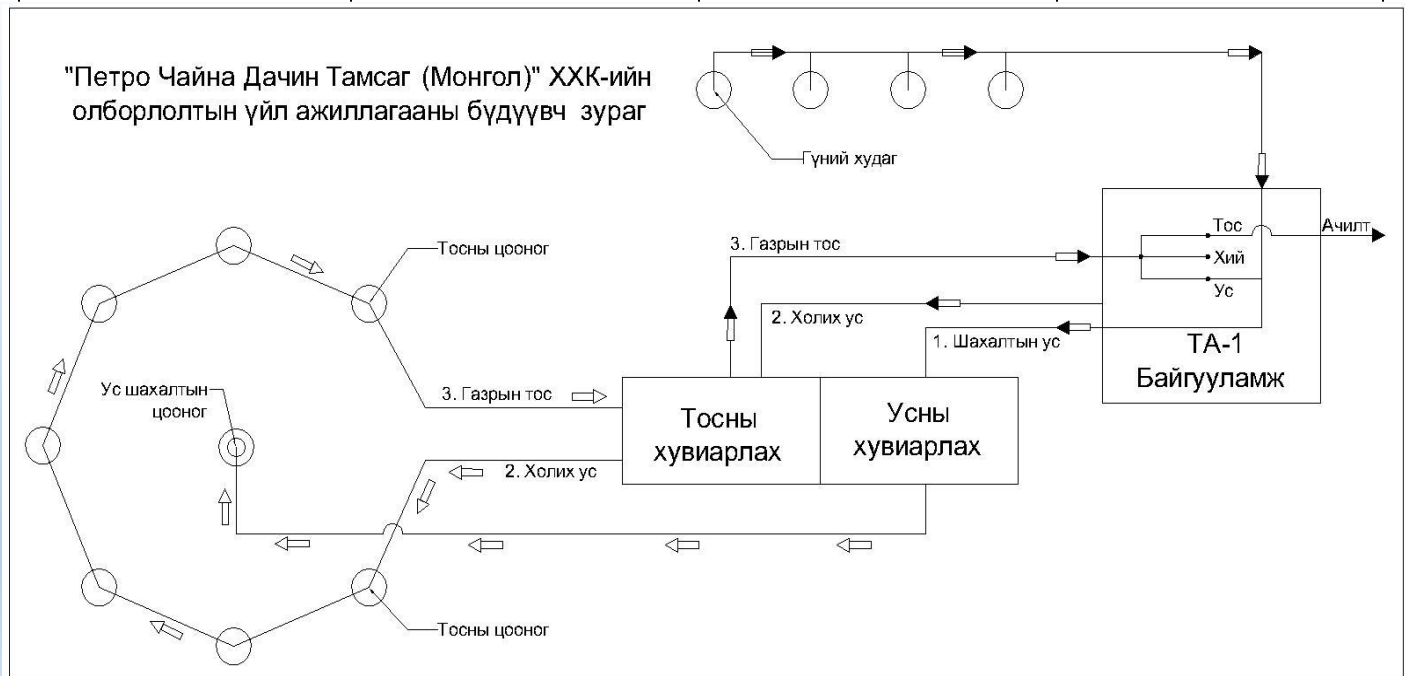 "Петро Чайна Дачин Тамсаг (Монгол)" ХХК-ийн
олборлолтын үйл ажиллагааны бүдүүвч зураг
Гүний худаг
Тосны цооног
3. Газрын тос
Тос
Ачилт
Хий
Ус
2. Холих ус
1. Шахалтын ус
ТА-1
Байгууламж
Ус шахалтын
цооног
3. Газрын тос
Тосны
хувиарлах
Усны
хувиарлах
2. Холих ус
Тосны цооног